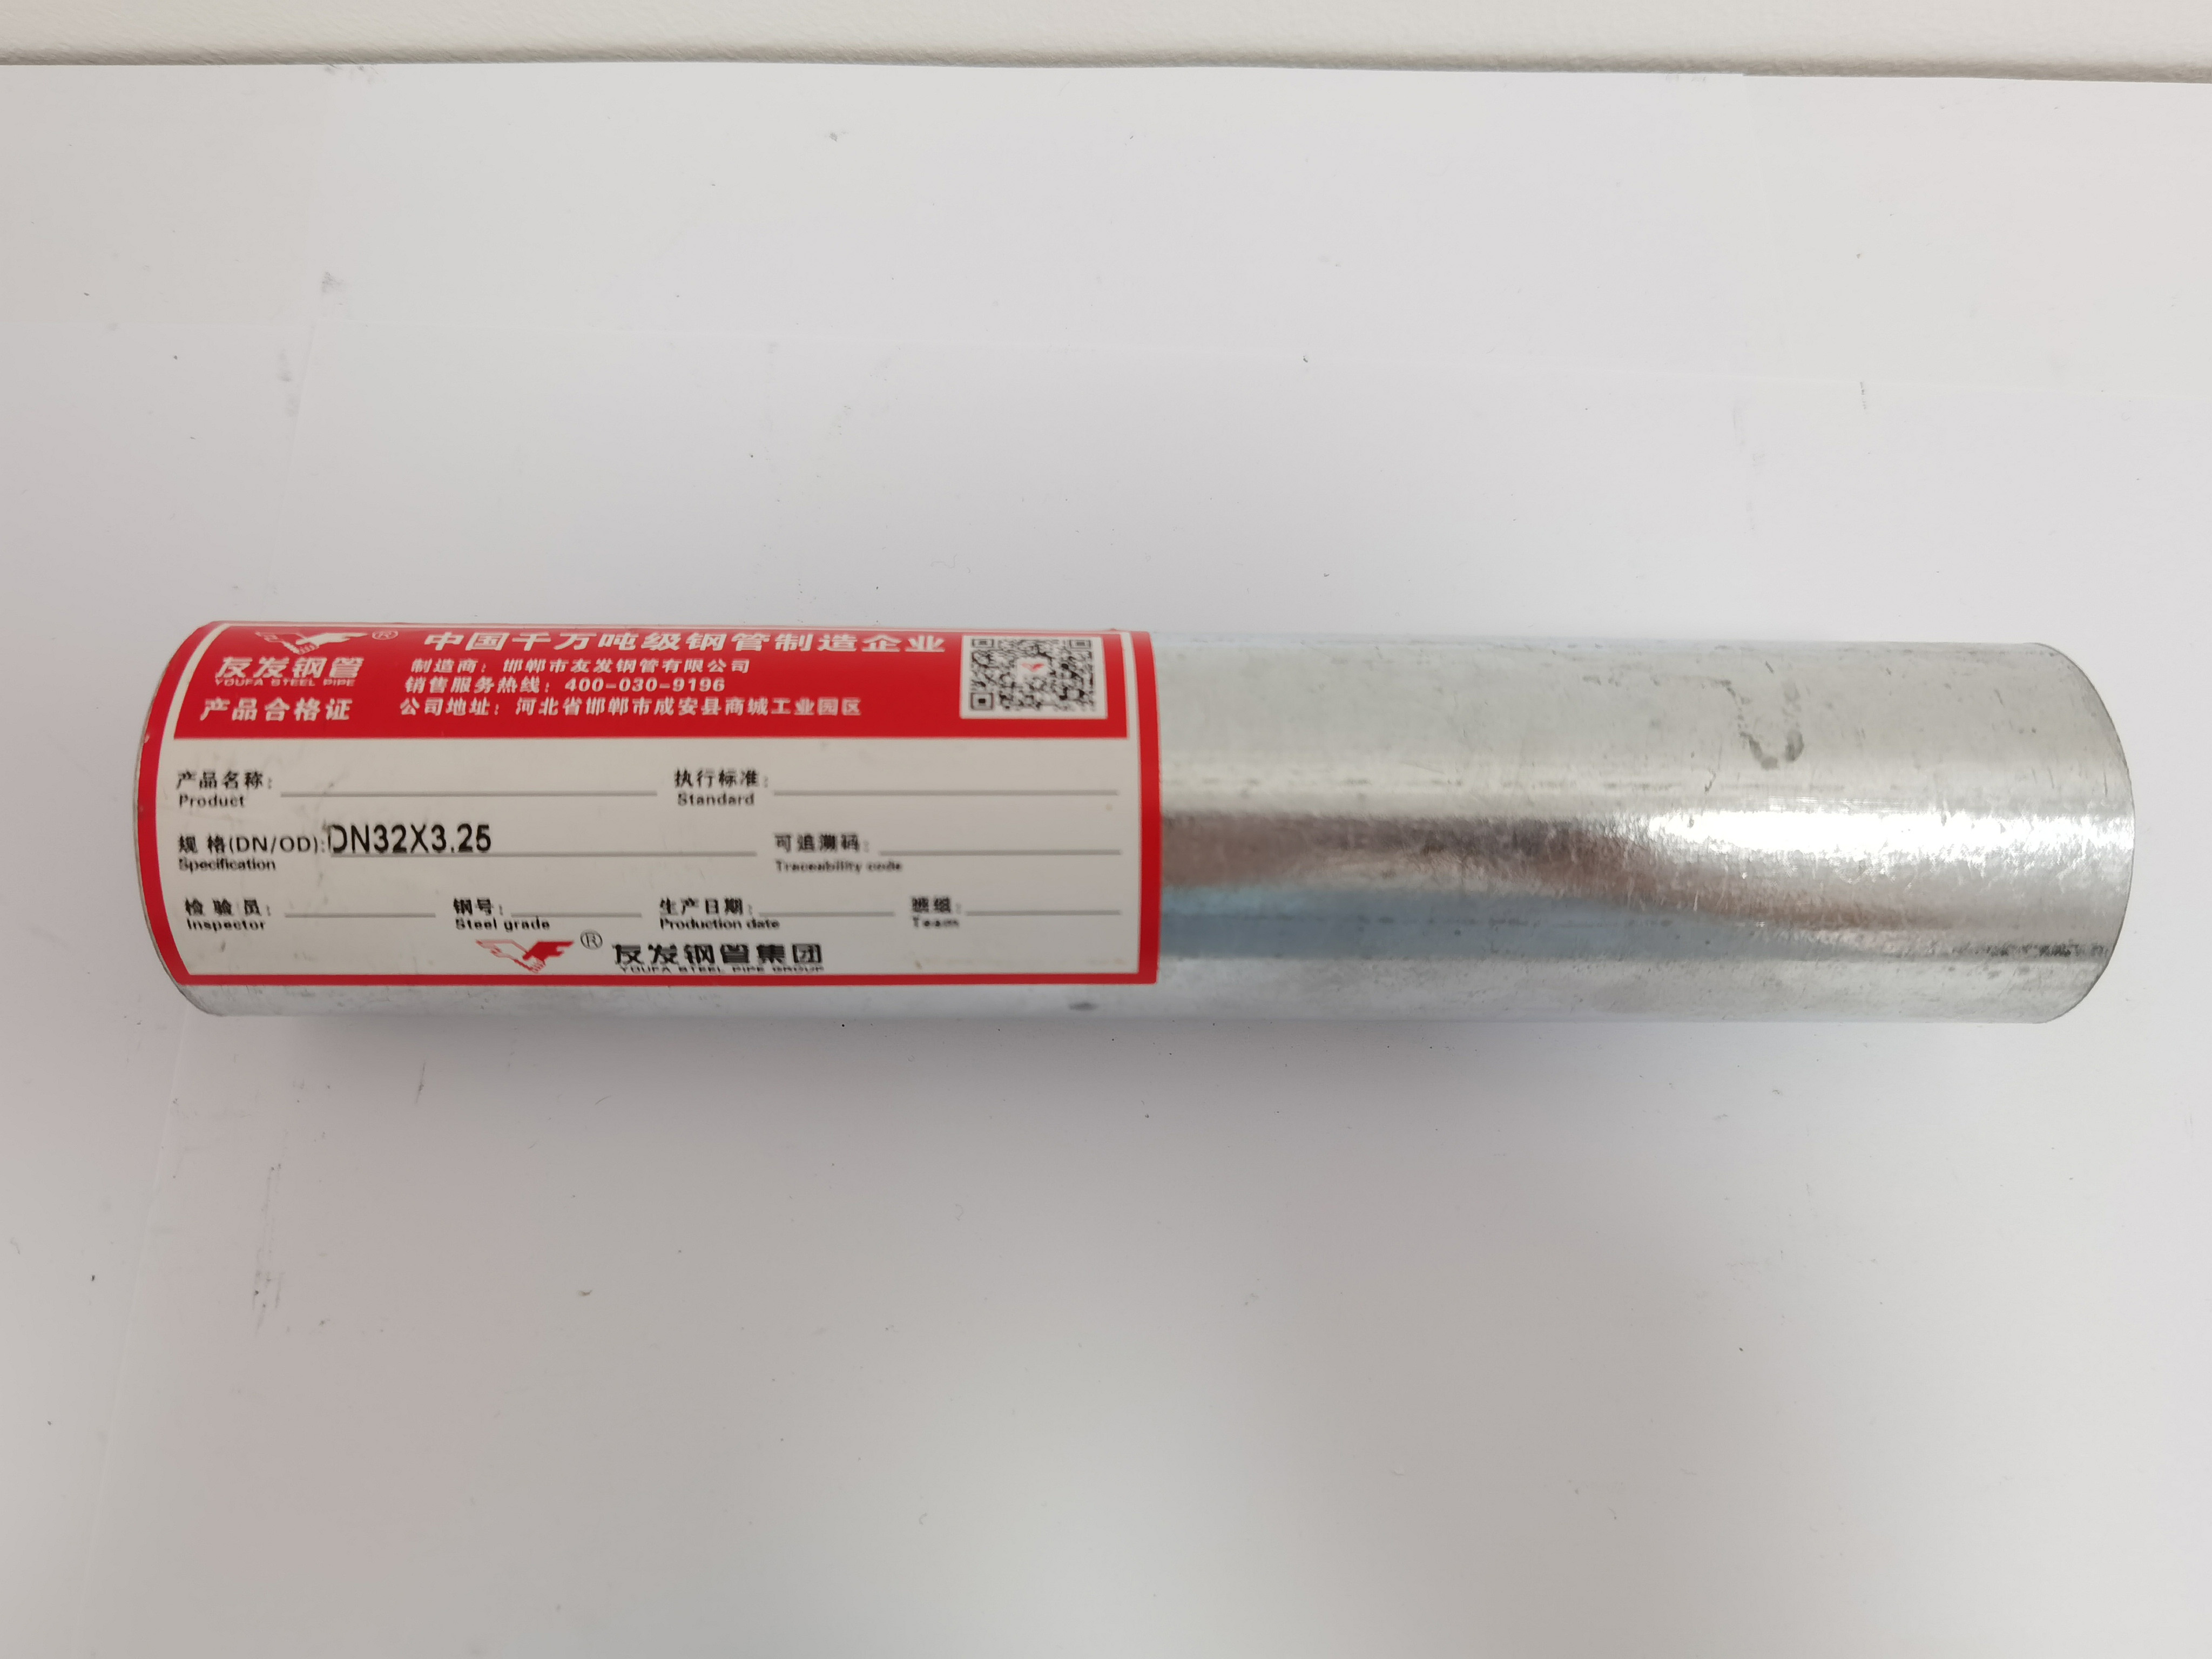 ® 中国千万吨级钢管制造企业
友发钢管
YOUFA STEEL PIPE
产品合格证
制造商：邯郸市友发钢管有限公司
销售服务热线：400-030-9196
公司地址：河北省邯郸市成安县商城工业园区
产品名称： 执行标准：
Product Standard
规 格(DN/OD):DN32X3.25 可追溯码：
Specification Traceability code
检 验 员： 钢号： 生产日期： 班组：
Inspector Steel grade Production date Team
® 友发钢管集团
YOUFA STEEL PIPE GROUP